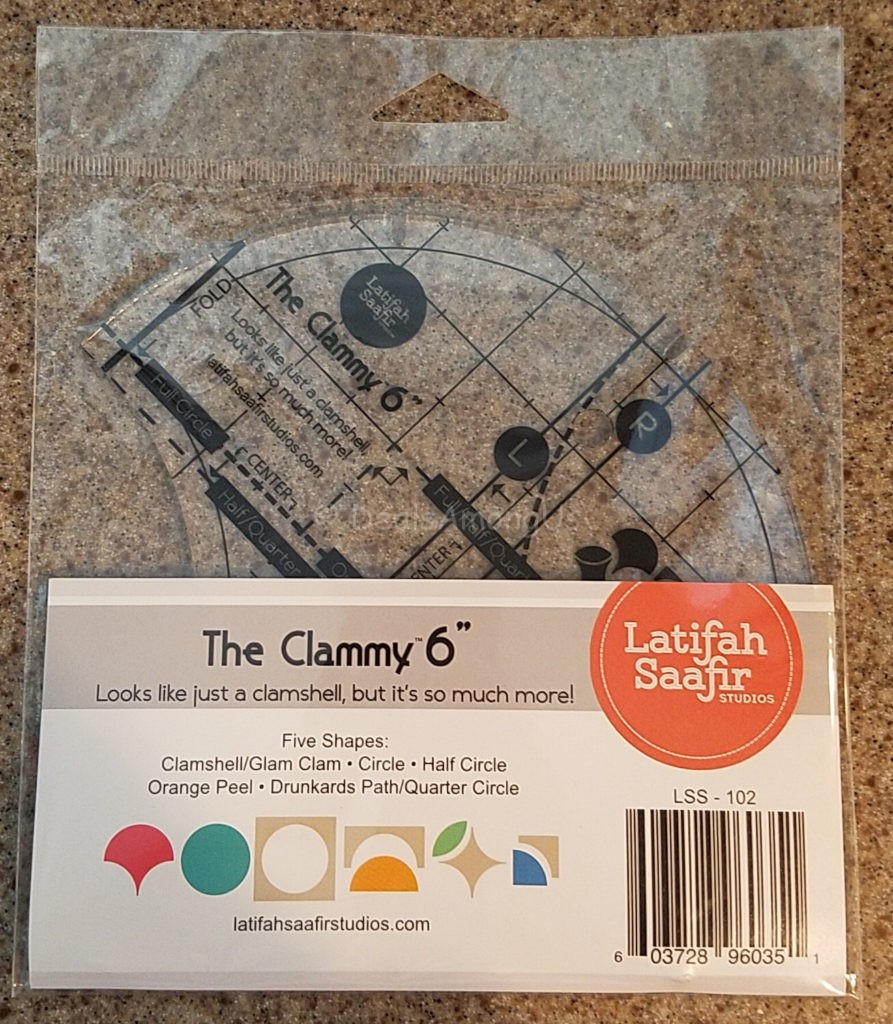 FOLD
The Clammy 6"
Latifah
Saafir
Looks like just a clamshell,
but it's so much more!
latifahsaafirstudios.com
Full Circle
CENTER
Half/Quarter
L
R
DealsAmongUs
The Clammy™ 6”
Looks like just a clamshell, but it's so much more!
Latifah
Saafir
STUDIOS
Five Shapes:
Clamshell/Glam Clam • Circle • Half Circle
Orange Peel • Drunkards Path/Quarter Circle
latifahsaafirstudios.com
LSS - 102
6 03728 96035 1